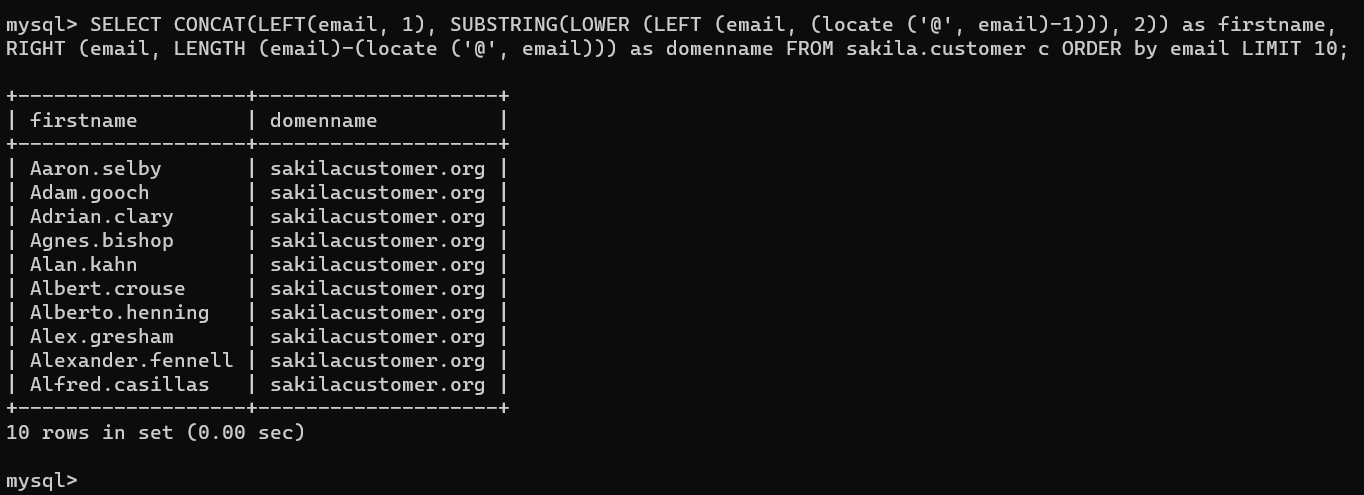 mysql> SELECT CONCAT(LEFT(email, 1), SUBSTRING(LOWER (LEFT (email, (locate ('@', email)-1))), 2)) as firstname,
RIGHT (email, LENGTH (email)-(locate ('@', email))) as domenname FROM sakila.customer c ORDER by email LIMIT 10;
+-------------------+--------------------+
| firstname         | domenname          |
+-------------------+--------------------+
| Aaron.selby       | sakilacustomer.org |
| Adam.gooch        | sakilacustomer.org |
| Adrian.clary      | sakilacustomer.org |
| Agnes.bishop      | sakilacustomer.org |
| Alan.kahn         | sakilacustomer.org |
| Albert.crouse     | sakilacustomer.org |
| Alberto.henning   | sakilacustomer.org |
| Alex.gresham      | sakilacustomer.org |
| Alexander.fennell | sakilacustomer.org |
| Alfred.casillas   | sakilacustomer.org |
+-------------------+--------------------+
10 rows in set (0.00 sec)
mysql>